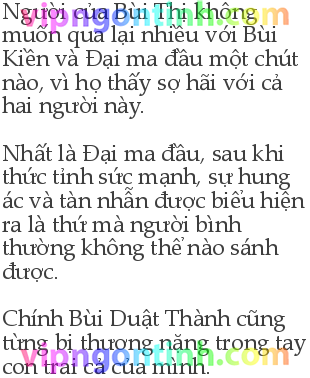 Người của Bùi Thị không
vipngontinh.com
muốn qua lại nhiều với Bùi
Kiền và Đại ma đầu một chút
nào, vì họ thấy sợ hãi với cả
hai người này.
Nhất là Đại ma đầu, sau khi
thức tỉnh sức mạnh, sự hung
ác và tàn nhẫn được biểu hiện
ra là thứ mà người bình
thường không thể nào sánh
được.
Chính Bùi Duật Thành cũng
từng bị thương nặng trong tay
vipngontinh.com
con trai cả của mình.